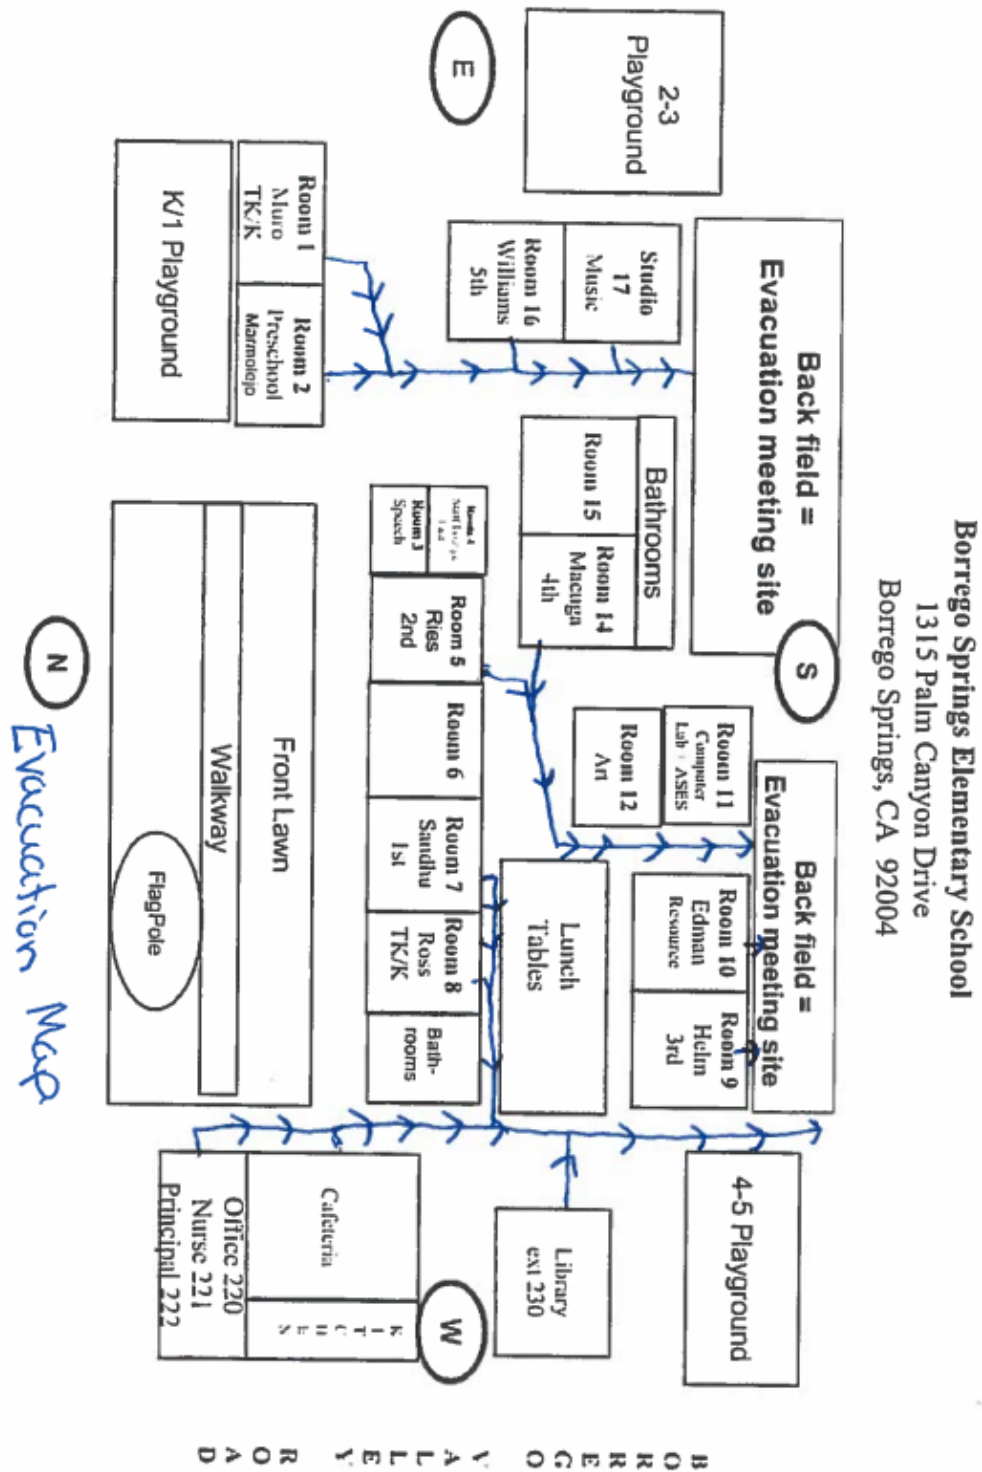 Borrego Springs Elementary School
1315 Palm Canyon Drive
Borrego Springs, CA 92004
E
2-3
Playground
Back field =
Evacuation meeting site
S
Back field =
Evacuation meeting site
4-5 Playground
Studio
17
Music
Room 16
Williams
5th
Bathrooms
Room 15
Room 14
Macuga
4th
Room 11
Computer
Lab + ASES
Room 12
Art
Room 10
Edman
Resource
Room 9
Helm
3rd
Lunch
Tables
Library
ext 230
Room 1
Muro
TK/K
Room 2
Preschool
Marmolejo
K/1 Playground
Room 4
Room 3
Speech
Room 5
Ries
2nd
Room 6
Room 7
Sandhu
1st
Room 8
Ross
TK/K
Bath-
rooms
Cafeteria
KITCHEN
W
Office 220
Nurse 221
Principal 222
Front Lawn
Walkway
FlagPole
N
Evacuation Map
BORREGO VALLEY ROAD